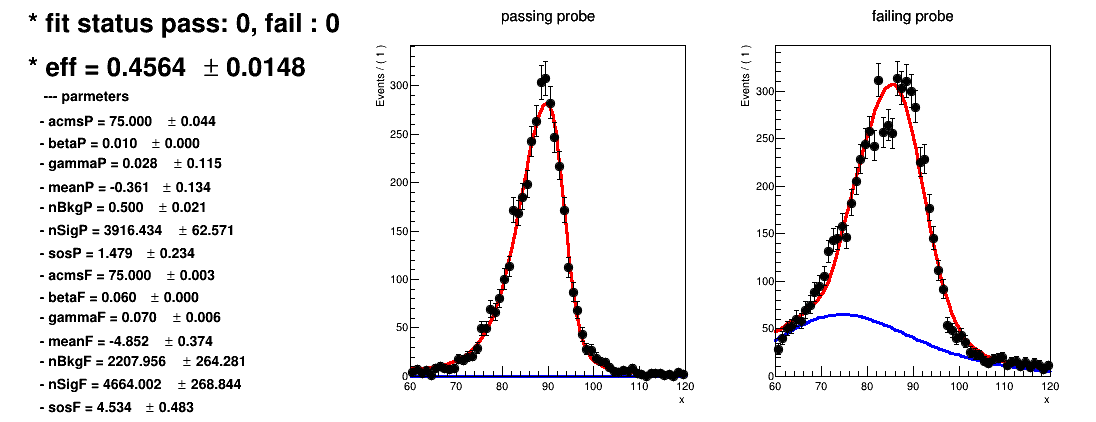 * fit status pass: 0, fail : 0
* eff = 0.4564 ± 0.0148
--- parmeters
- acmsP = 75.000 ± 0.044
- betaP = 0.010 ± 0.000
- gammaP = 0.028 ± 0.115
- meanP = -0.361 ± 0.134
- nBkgP = 0.500 ± 0.021
- nSigP = 3916.434 ± 62.571
- sosP = 1.479 ± 0.234
- acmsF = 75.000 ± 0.003
- betaF = 0.060 ± 0.000
- gammaF = 0.070 ± 0.006
- meanF = -4.852 ± 0.374
- nBkgF = 2207.956 ± 264.281
- nSigF = 4664.002 ± 268.844
- sosF = 4.534 ± 0.483
passing probe
Events / ( 1 )
300
250
200
150
100
50
0
60 70 80 90 100 110 120
x
failing probe
Events / ( 1 )
300
250
200
150
100
50
0
60 70 80 90 100 110 120
x